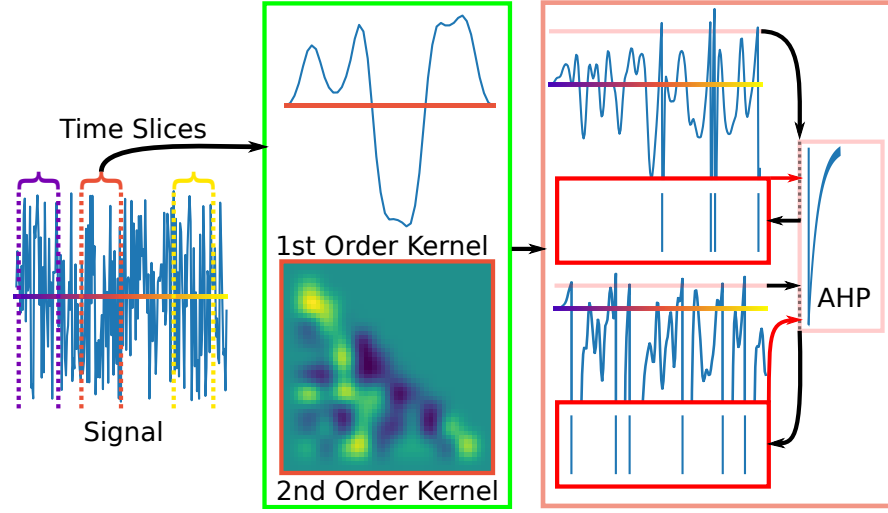 Time Slices
Signal
1st Order Kernel
2nd Order Kernel
AHP